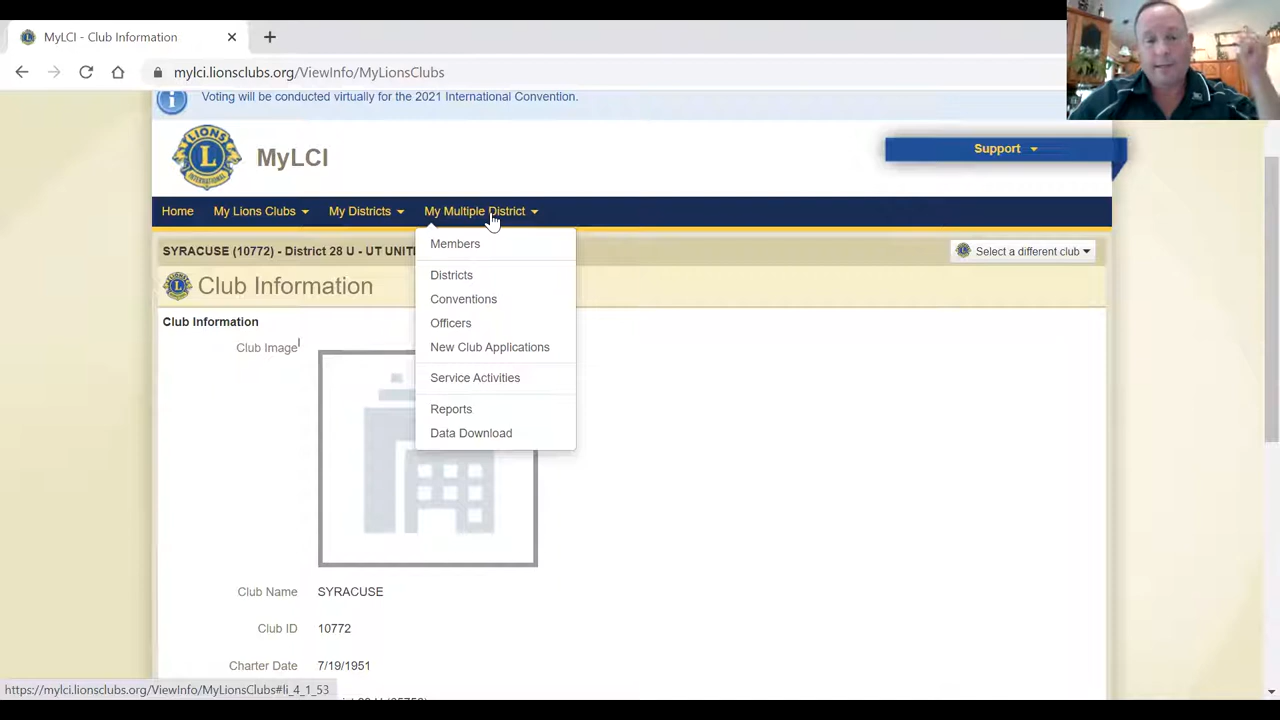 MyLCI - Club Information
mylci.lionsclubs.org/ViewInfo/MyLionsClubs
Voting will be conducted virtually for the 2021 International Convention.
LIONS
L
INTERNATIONAL
MyLCI
Support
Home My Lions Clubs My Districts My Multiple District
SYRACUSE (10772) - District 28 U - UT UNITE
Select a different club
Members
Districts
Conventions
Officers
New Club Applications
Service Activities
Reports
Data Download
Club Information
Club Information
Club Image
Club Name SYRACUSE
Club ID 10772
Charter Date 7/19/1951
https://mylci.lionsclubs.org/ViewInfo/MyLionsClubs#li_4_1_53